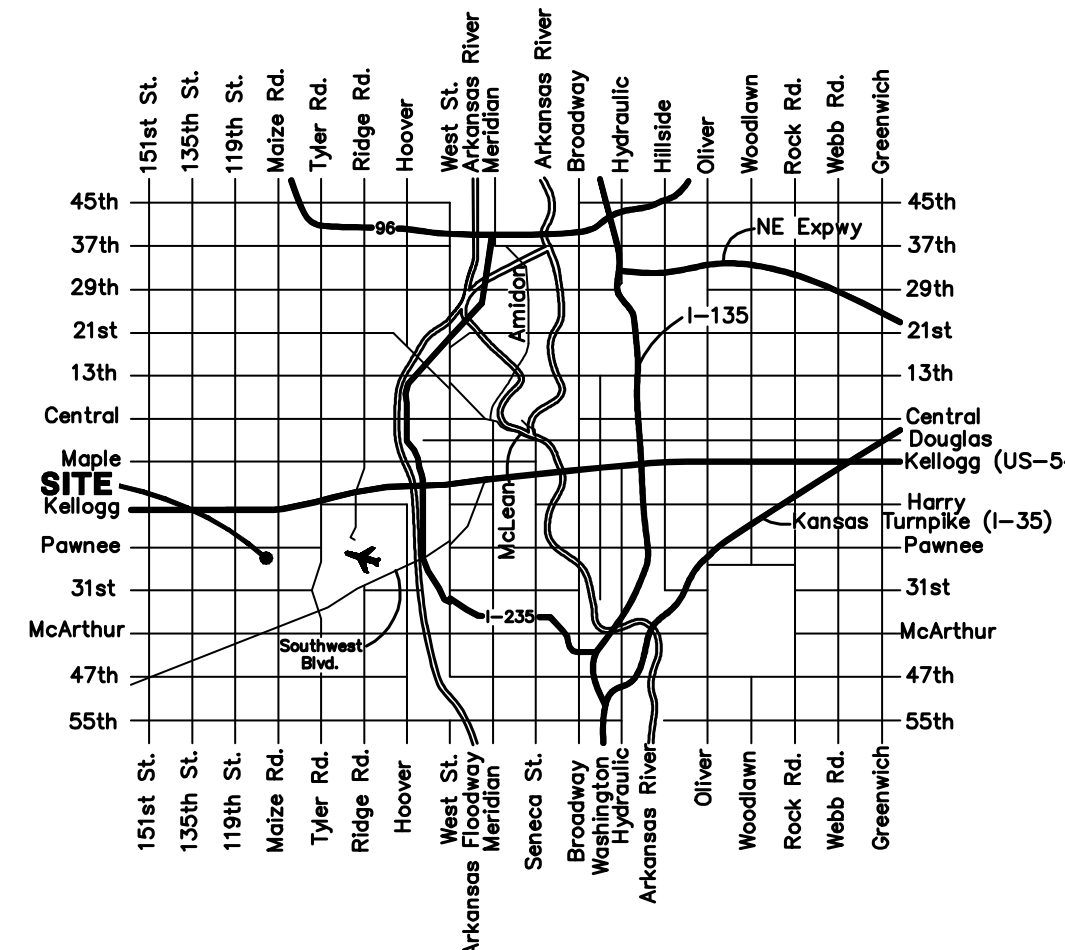 151st St.
135th St.
119th St.
Maize Rd.
Tyler Rd.
Ridge Rd.
Hoover
West St.
Arkansas River
Meridian
Arkansas River
Broadway
Hydraulic
Hillside
Oliver
Woodlawn
Rock Rd.
Webb Rd.
Greenwich
45th
37th
29th
21st
13th
Central
Maple
SITE
Kellogg
Pawnee
31st
McArthur
47th
55th
96
NE Expwy
Amidon
I-135
McLean
Kansas Turnpike (I-35)
I-235
Southwest
Blvd.
45th
37th
29th
21st
13th
Central
Douglas
Kellogg (US-5
Harry
Pawnee
31st
McArthur
47th
55th
151st St.
135th St.
119th St.
Maize Rd.
Tyler Rd.
Ridge Rd.
Hoover
West St.
Arkansas Floodway
Meridian
Seneca St.
Broadway
Washington
Hydraulic
Arkansas River
Oliver
Woodlawn
Rock Rd.
Webb Rd.
Greenwich